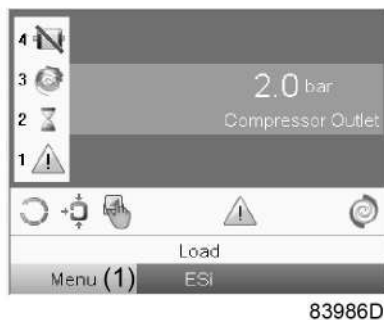 4
3
2.0 bar
2
Compressor Outlet
1
Load
Menu (1) ESi
83986D